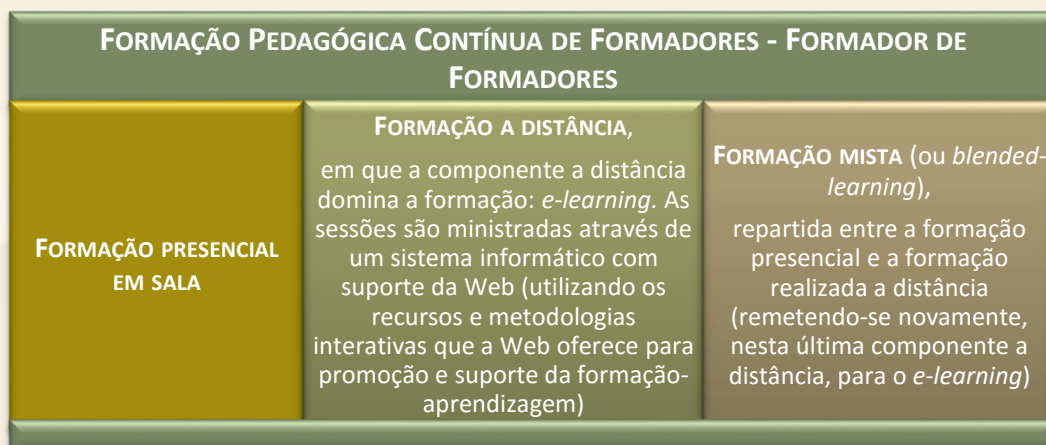 FORMAÇÃO PEDAGÓGICA CONTÍNUA DE FORMADORES - FORMADOR DE
FORMADORES
FORMAÇÃO PRESENCIAL
EM SALA
FORMAÇÃO A DISTÂNCIA,
em que a componente a distância
domina a formação: e-learning. As
sessões são ministradas através de
um sistema informático com
suporte da Web (utilizando os
recursos e metodologias
interativas que a Web oferece para
promoção e suporte da formação-
aprendizagem)
FORMAÇÃO MISTA (ou blended-
learning),
repartida entre a formação
presencial e a formação
realizada a distância
(remetendo-se novamente,
nesta última componente a
distância, para o e-learning)